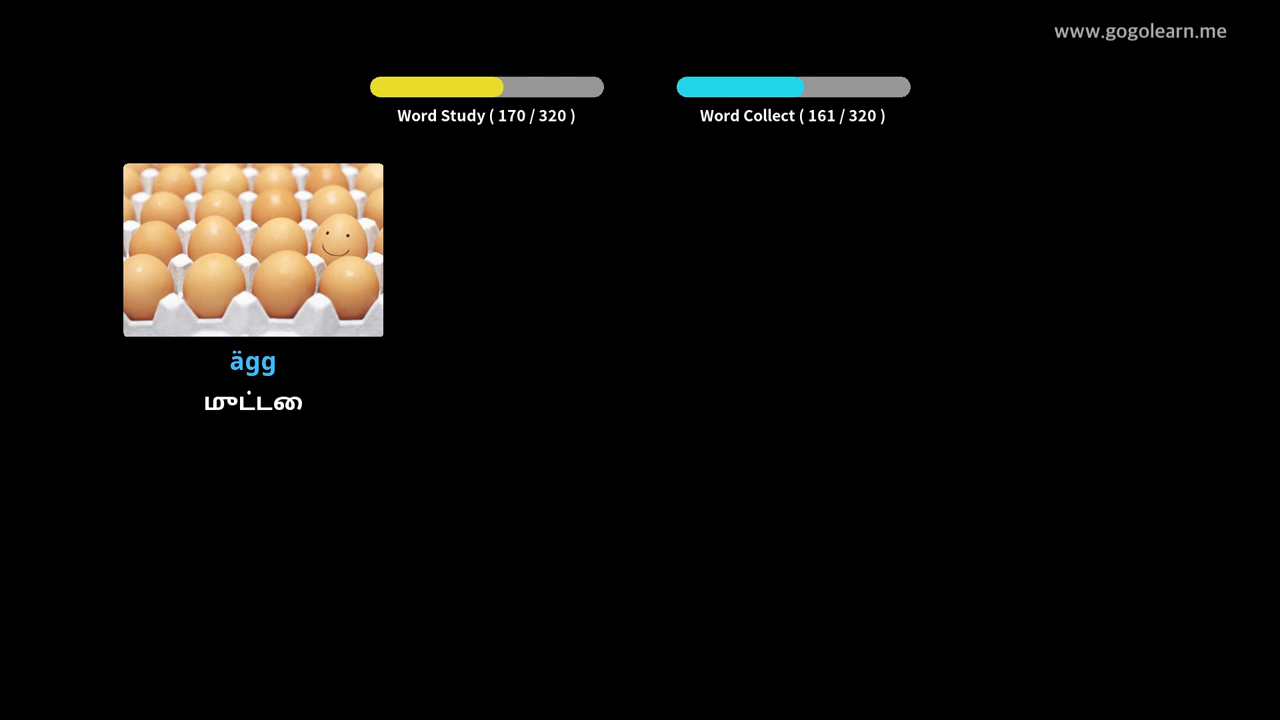 www.gogolearn.me
Word Study ( 170 / 320 )
Word Collect ( 161 / 320 )
ägg
முட்டை